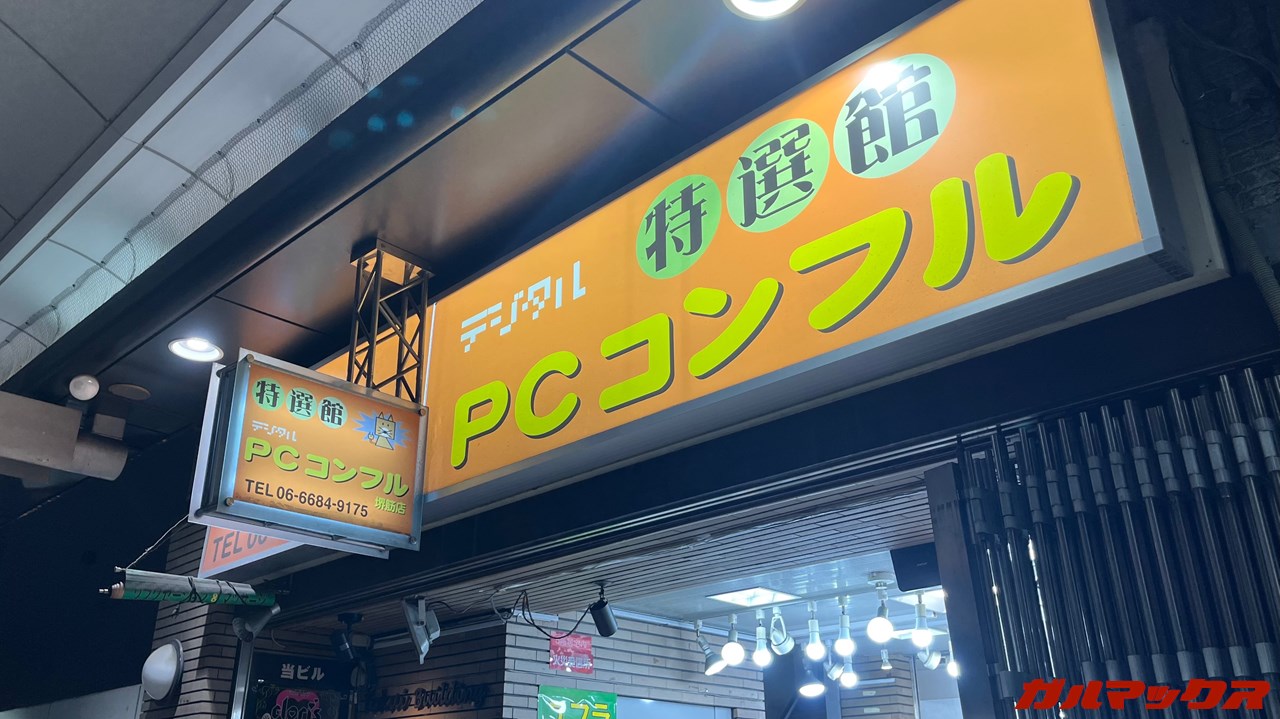 特選館
デジタル
PCコンフル
特選館
デジタル
PCコンフル
TEL 06-6684-9175
堺筋店
TEL 06
当ビル
ガルマックス